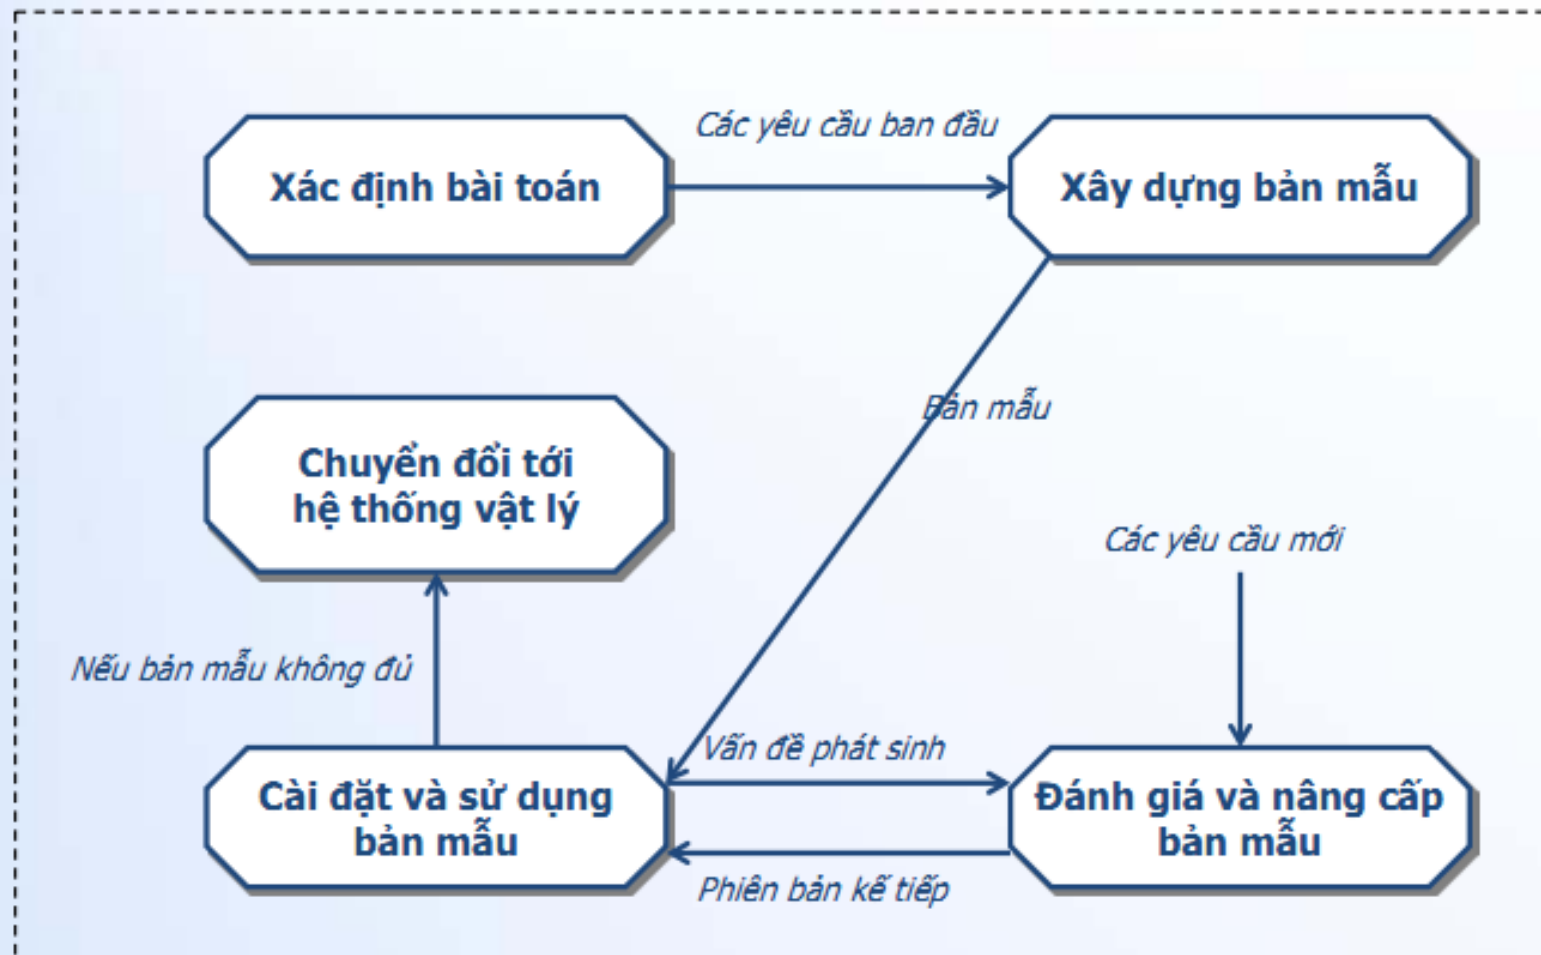 Các yêu cầu ban đầu
Xác định bài toán
Xây dựng bản mẫu
Bản mẫu
Chuyển đổi tới
hệ thống vật lý
Các yêu cầu mới
Nếu bản mẫu không đủ
Vấn đề phát sinh
Cài đặt và sử dụng
bản mẫu
Đánh giá và nâng cấp
bản mẫu
Phiên bản kế tiếp